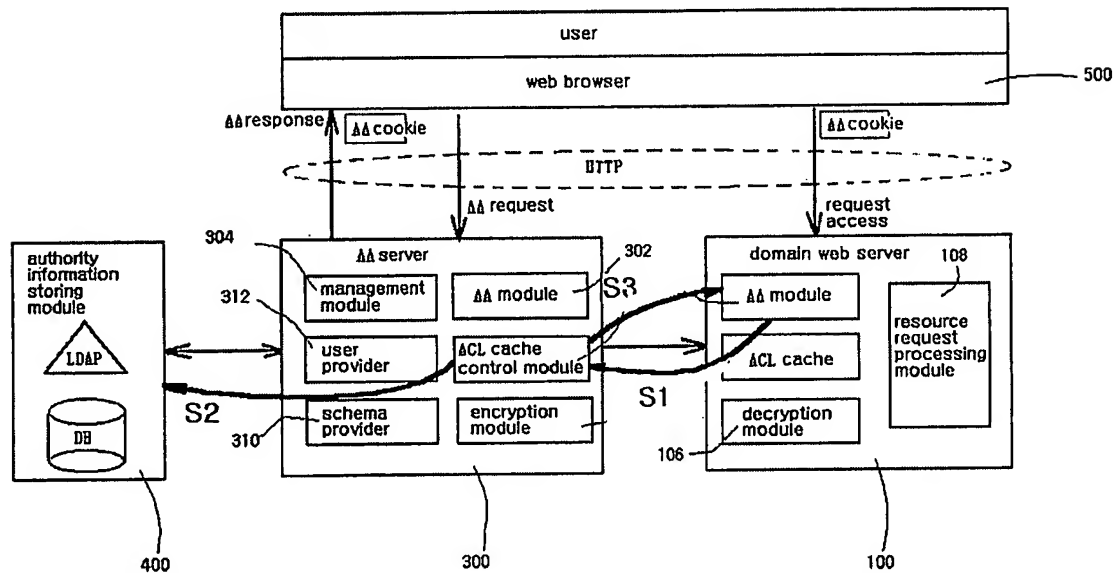 user
web browser
500
AA response
AA cookie
AA cookie
HTTP
AA request
request
access
304
312
310
302
108
106
authority
information
storing
module
LDAP
DB
400
AA server
management
module
AA module
user
provider
ACL cache
control module
schema
provider
encryption
module
300
S1
S2
S3
domain web server
AA module
ACL cache
decryption
module
resource
request
processing
module
100